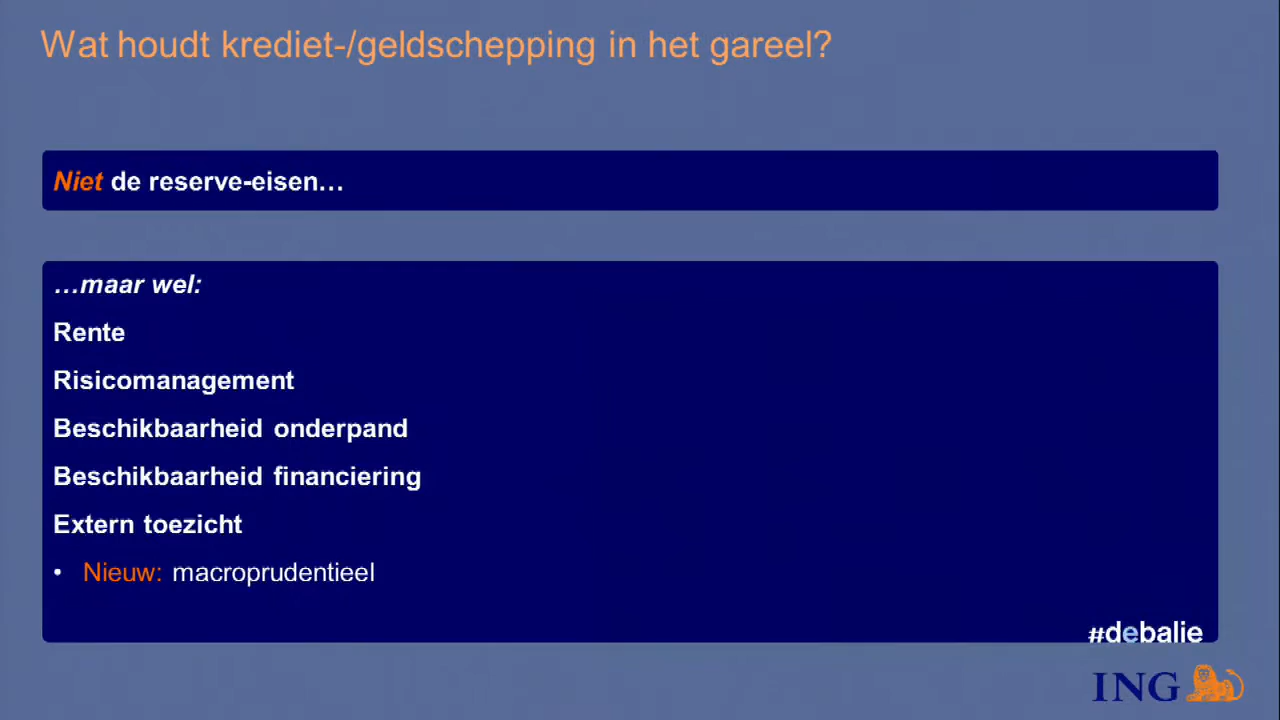 Wat houdt krediet-/geldschepping in het gareel?
Niet de reserve-eisen…
…maar wel:
Rente
Risicomanagement
Beschikbaarheid onderpand
Beschikbaarheid financiering
Extern toezicht
• Nieuw: macroprudentieel
#debalie
ING